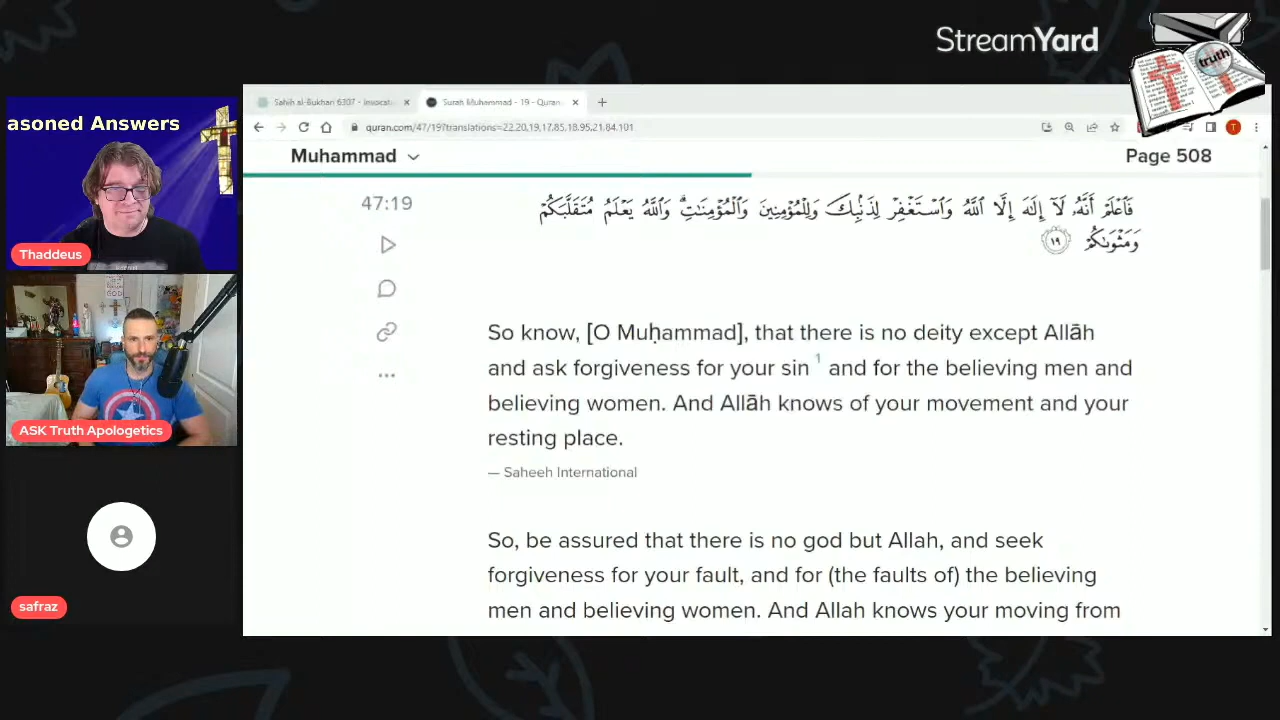 StreamYard
truth
asoned Answers
Thaddeus
ASK Truth Apologetics
safraz
Sahih al-Bukhari 6307 - Invocati
Surah Muhammad - 19 - Quran.
quran.com/47/19?translations=22,20,19,17,85,18,95,21,84,101
T
Muhammad
Page 508
47:19
فَاعْلَمْ أَنَّهُۥ لَآ إِلَـٰهَ إِلَّا ٱللَّهُ وَٱسْتَغْفِرْ لِذَنۢبِكَ وَلِلْمُؤْمِنِينَ وَٱلْمُؤْمِنَـٰتِ ۗ وَٱللَّهُ يَعْلَمُ مُتَقَلَّبَكُمْ
وَمَثْوَىٰكُمْ ١٩
So know, [O Muḥammad], that there is no deity except Allāh
and ask forgiveness for your sin 1 and for the believing men and
believing women. And Allāh knows of your movement and your
resting place.
— Saheeh International
So, be assured that there is no god but Allah, and seek
forgiveness for your fault, and for (the faults of) the believing
men and believing women. And Allah knows your moving from